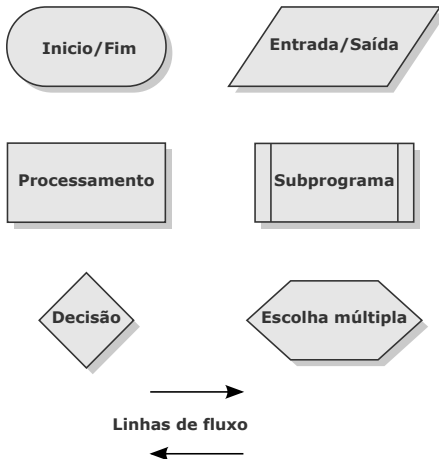 Inicio/Fim
Entrada/Saída
Processamento
Subprograma
Decisão
Escolha múltipla
Linhas de fluxo